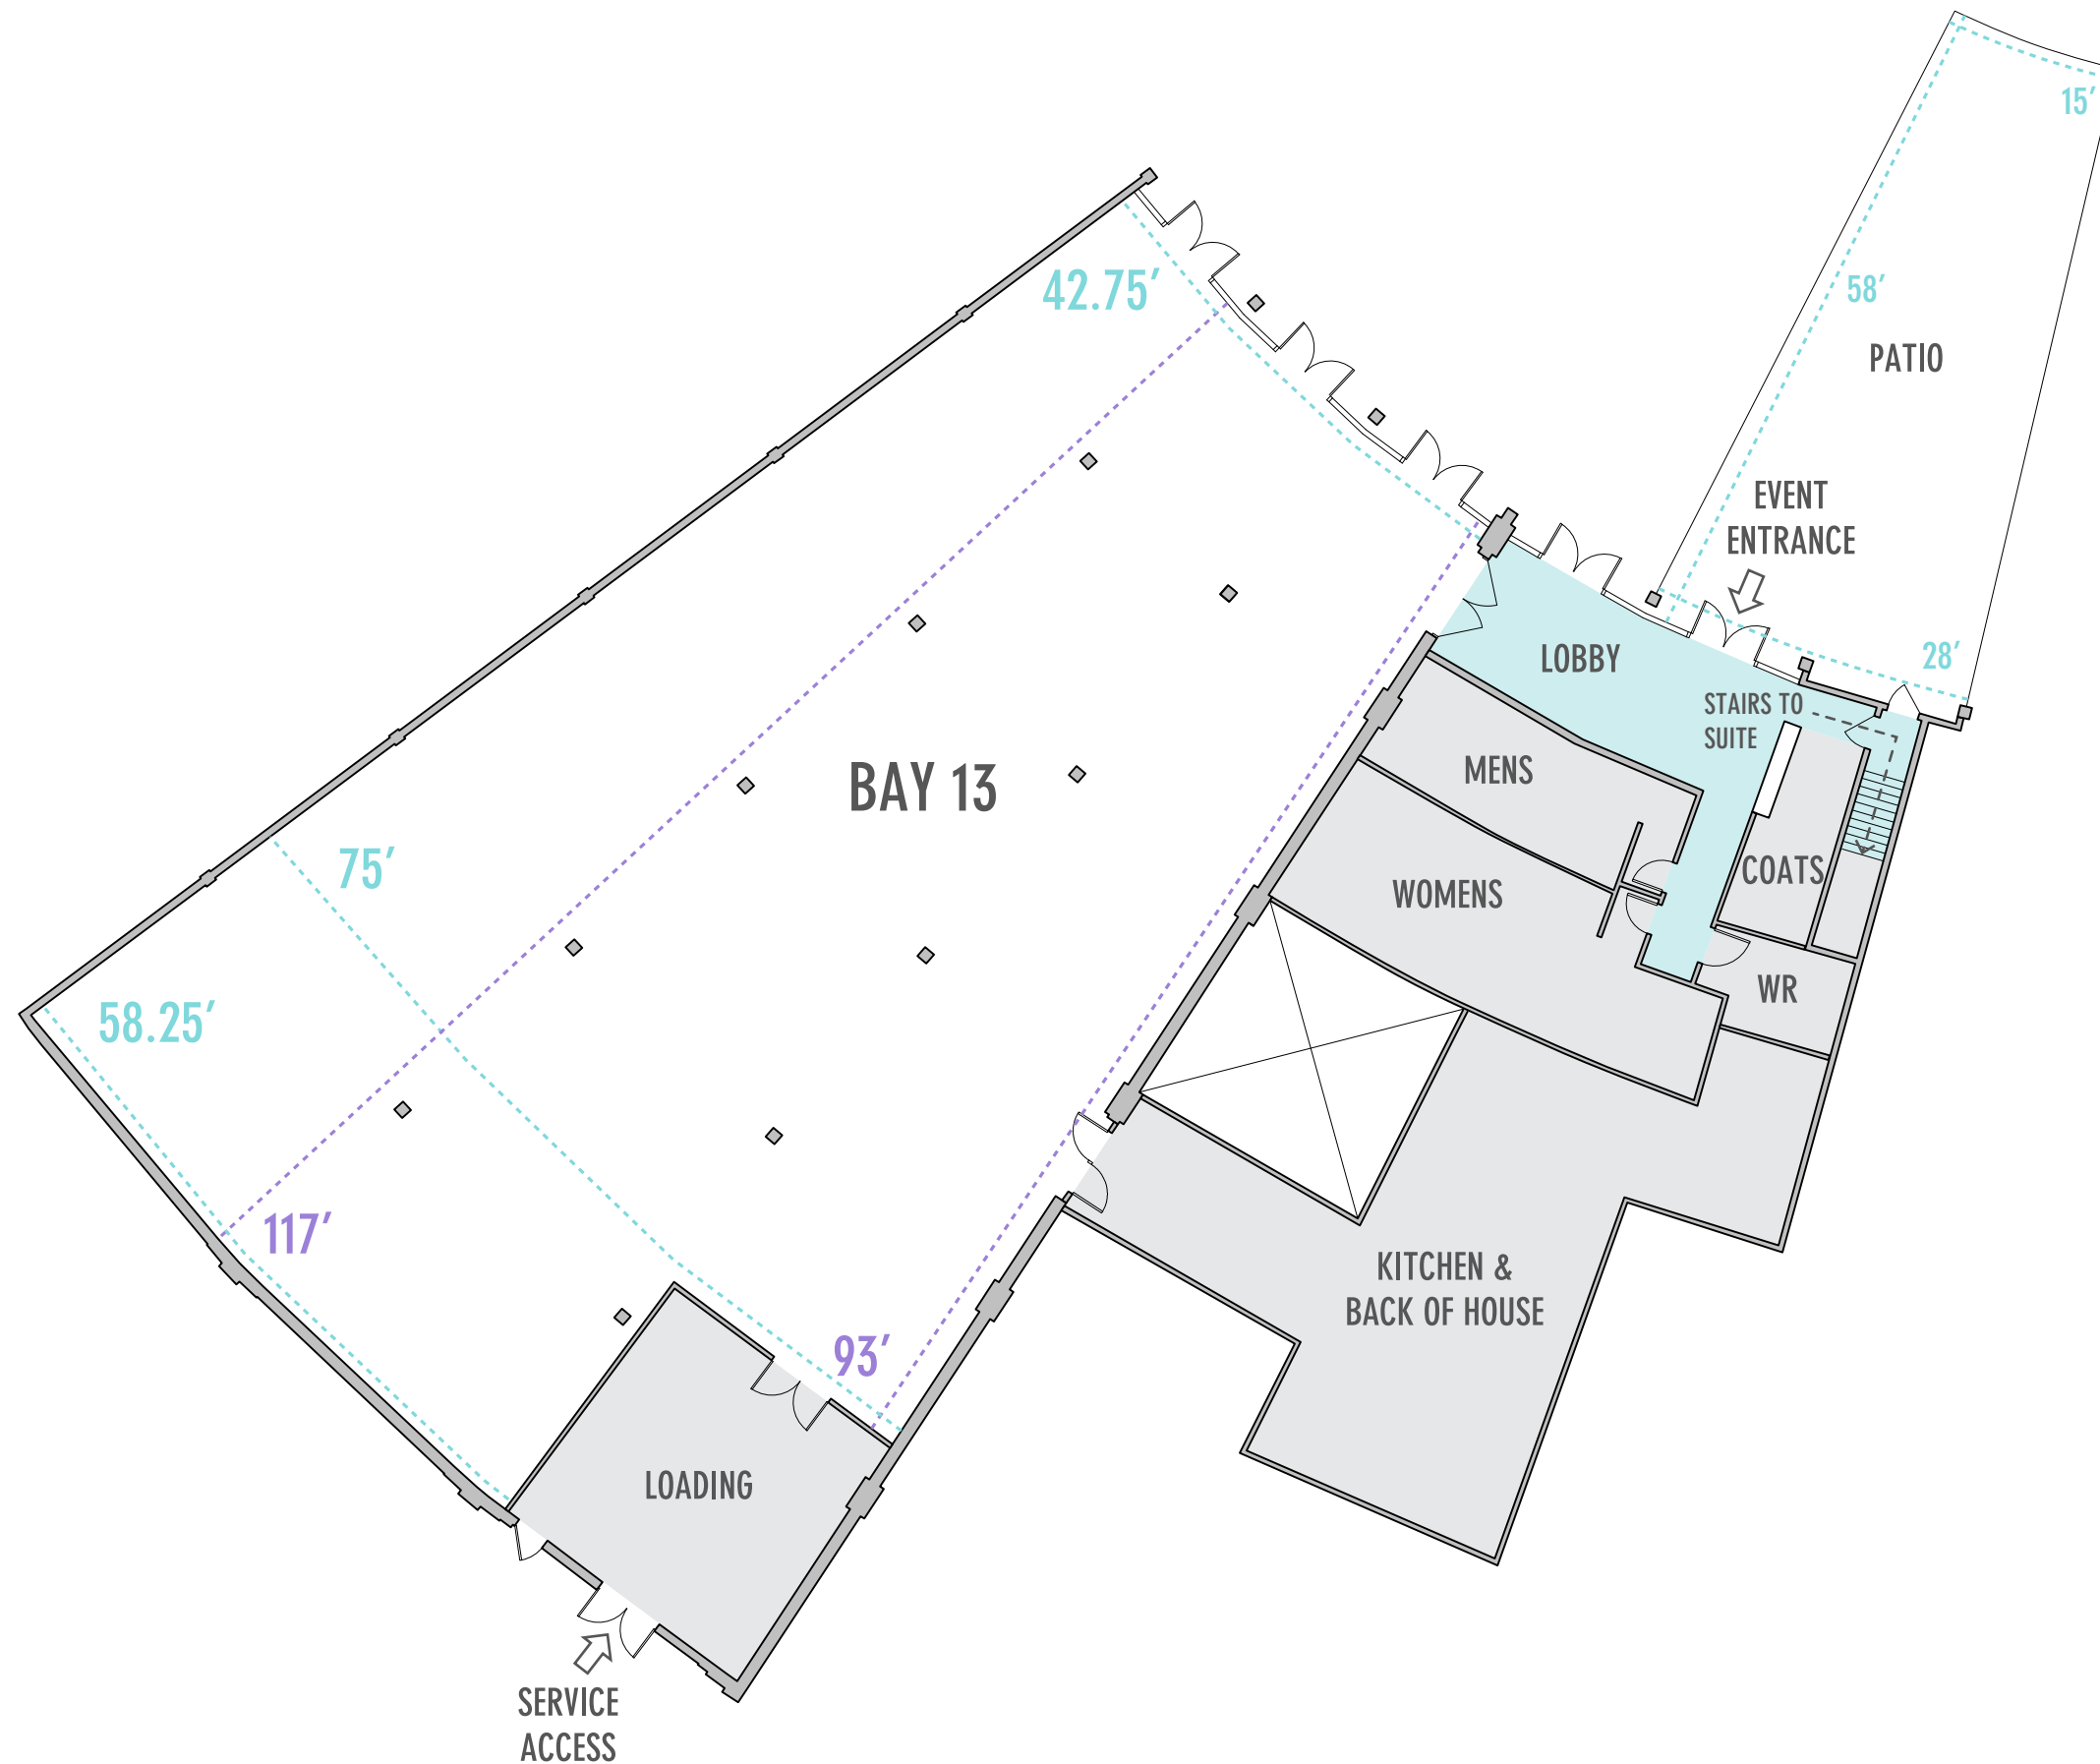 15′
42.75′
58′
PATIO
EVENT
ENTRANCE
LOBBY
28′
STAIRS TO
SUITE
MENS
BAY 13
75′
COATS
WOMENS
58.25′
WR
117′
KITCHEN &
BACK OF HOUSE
93′
LOADING
SERVICE
ACCESS